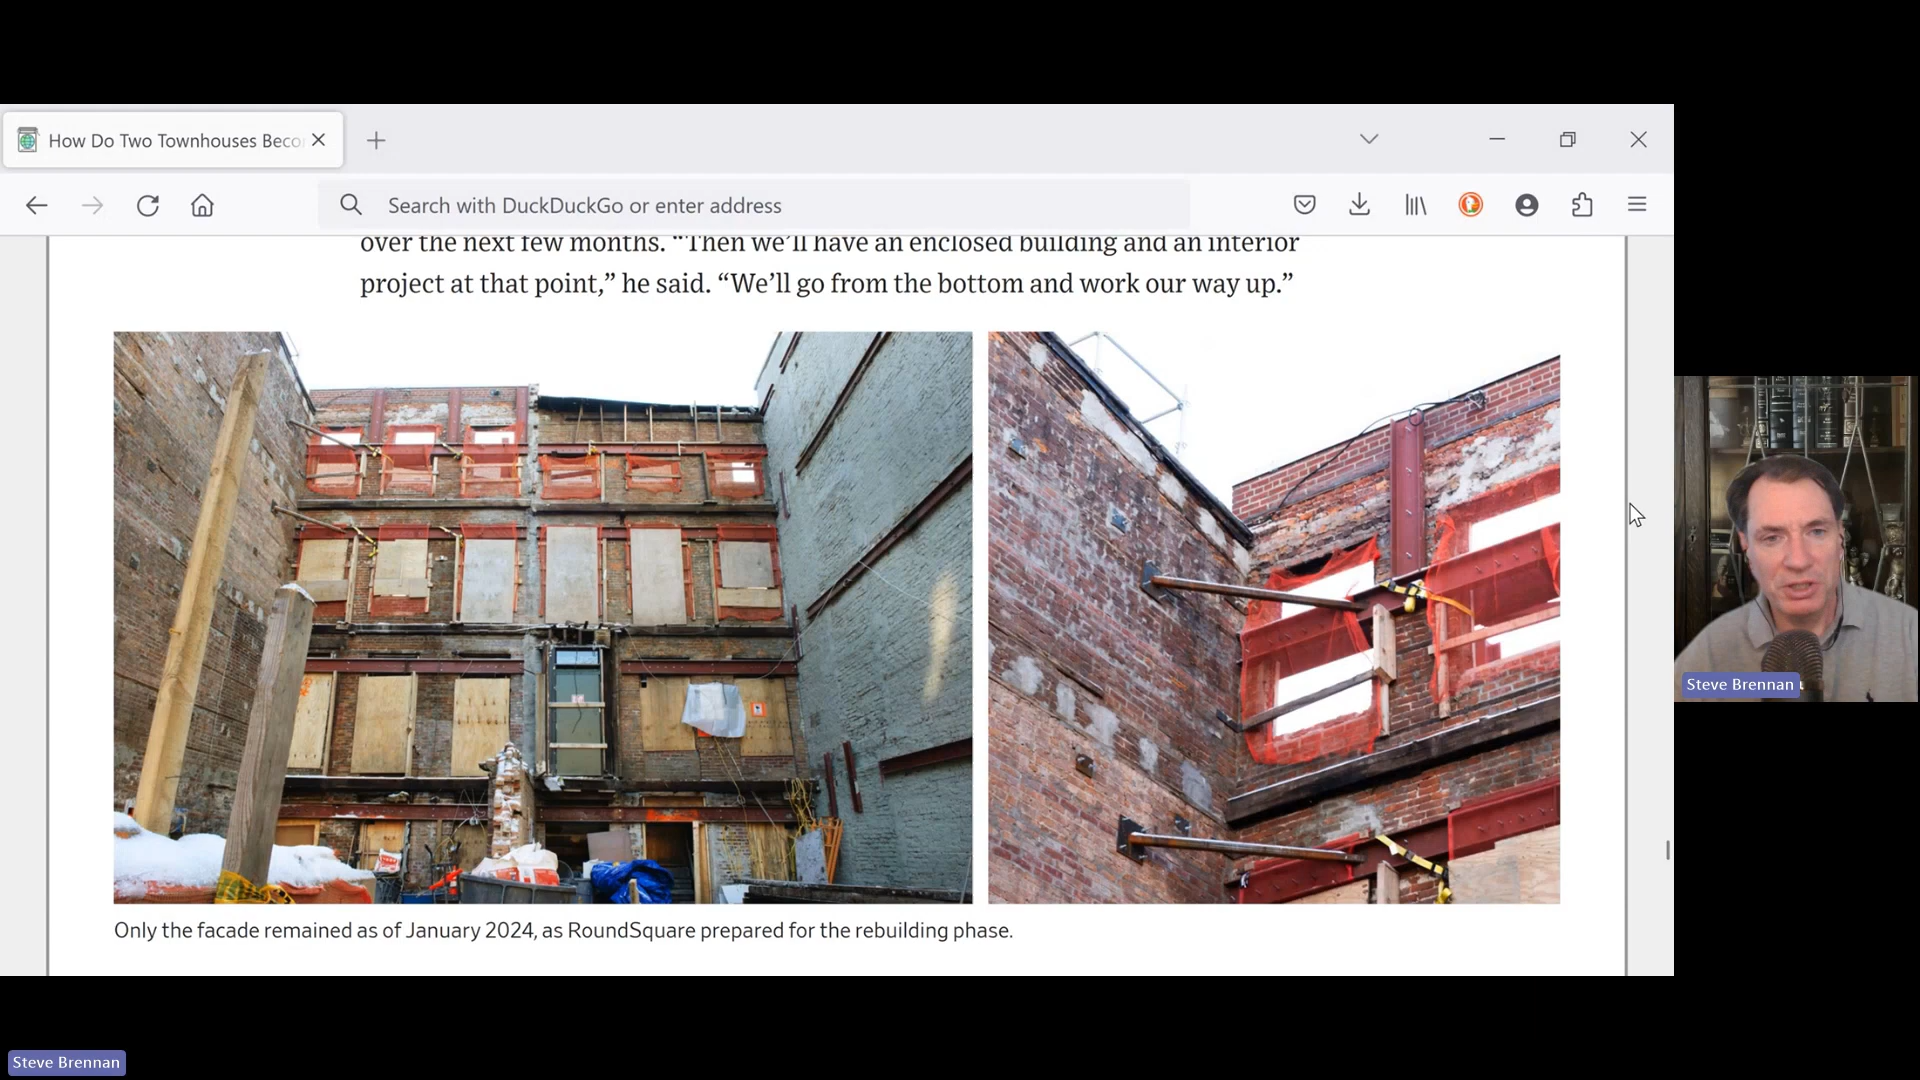 How Do Two Townhouses Beco
Search with DuckDuckGo or enter address
over the next few months. “Then we’ll have an enclosed building and an interior
project at that point,” he said. “We’ll go from the bottom and work our way up.”
Only the facade remained as of January 2024, as RoundSquare prepared for the rebuilding phase.
Steve Brennan
Steve Brennan